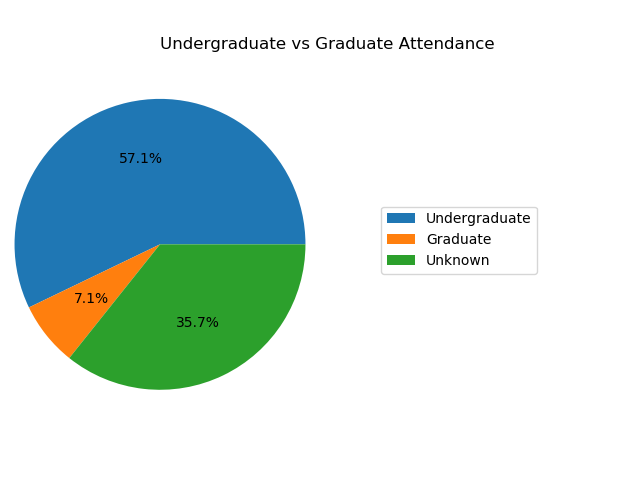 Undergraduate vs Graduate Attendance
57.1%
7.1%
35.7%
Undergraduate
Graduate
Unknown